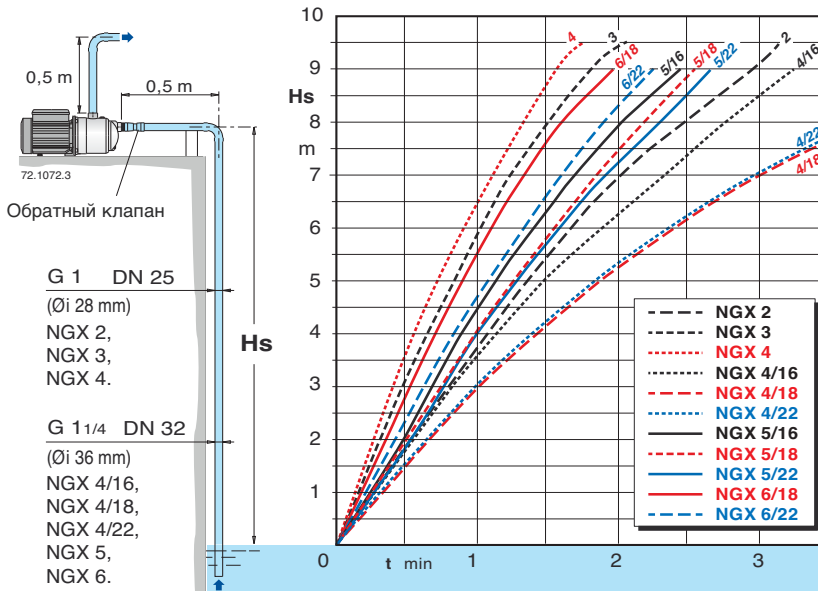 0,5 m
0,5 m
72.1072.3
Обратный клапан
G 1 DN 25
(Øi 28 mm)
NGX 2,
NGX 3,
NGX 4.
G 1 1/4 DN 32
(Øi 36 mm)
NGX 4/16,
NGX 4/18,
NGX 4/22,
NGX 5,
NGX 6.
Hs
10
9
Hs
8
m
7
6
5
4
3
2
1
0
t min
1
2
3
4
3
6/18
6/22
5/16
5/18
5/22
2
4/16
4/22
4/18
NGX 2
NGX 3
NGX 4
NGX 4/16
NGX 4/18
NGX 4/22
NGX 5/16
NGX 5/18
NGX 5/22
NGX 6/18
NGX 6/22